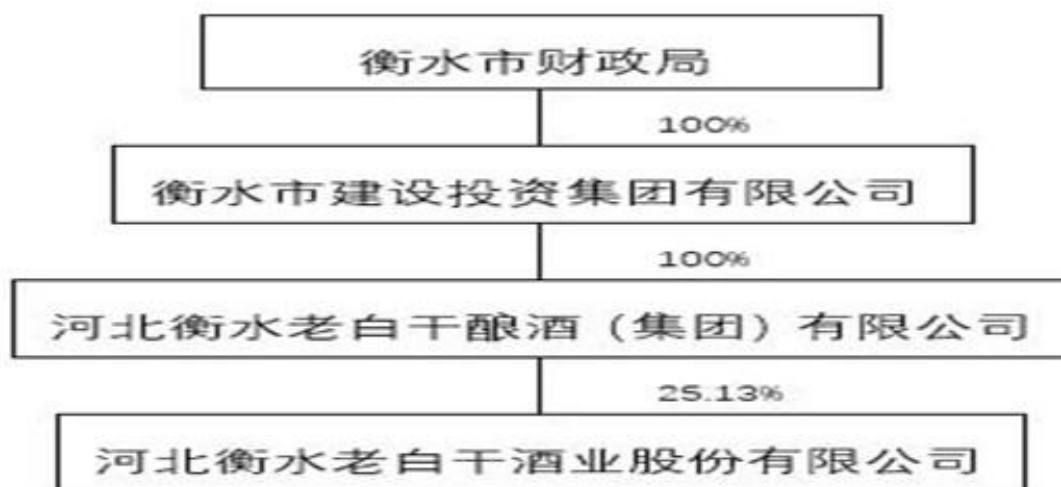 衡水市财政局
100%
衡水市建设投资集团有限公司
100%
河北衡水老白干酿酒（集团）有限公司
25.13%
河北衡水老白干酒业股份有限公司